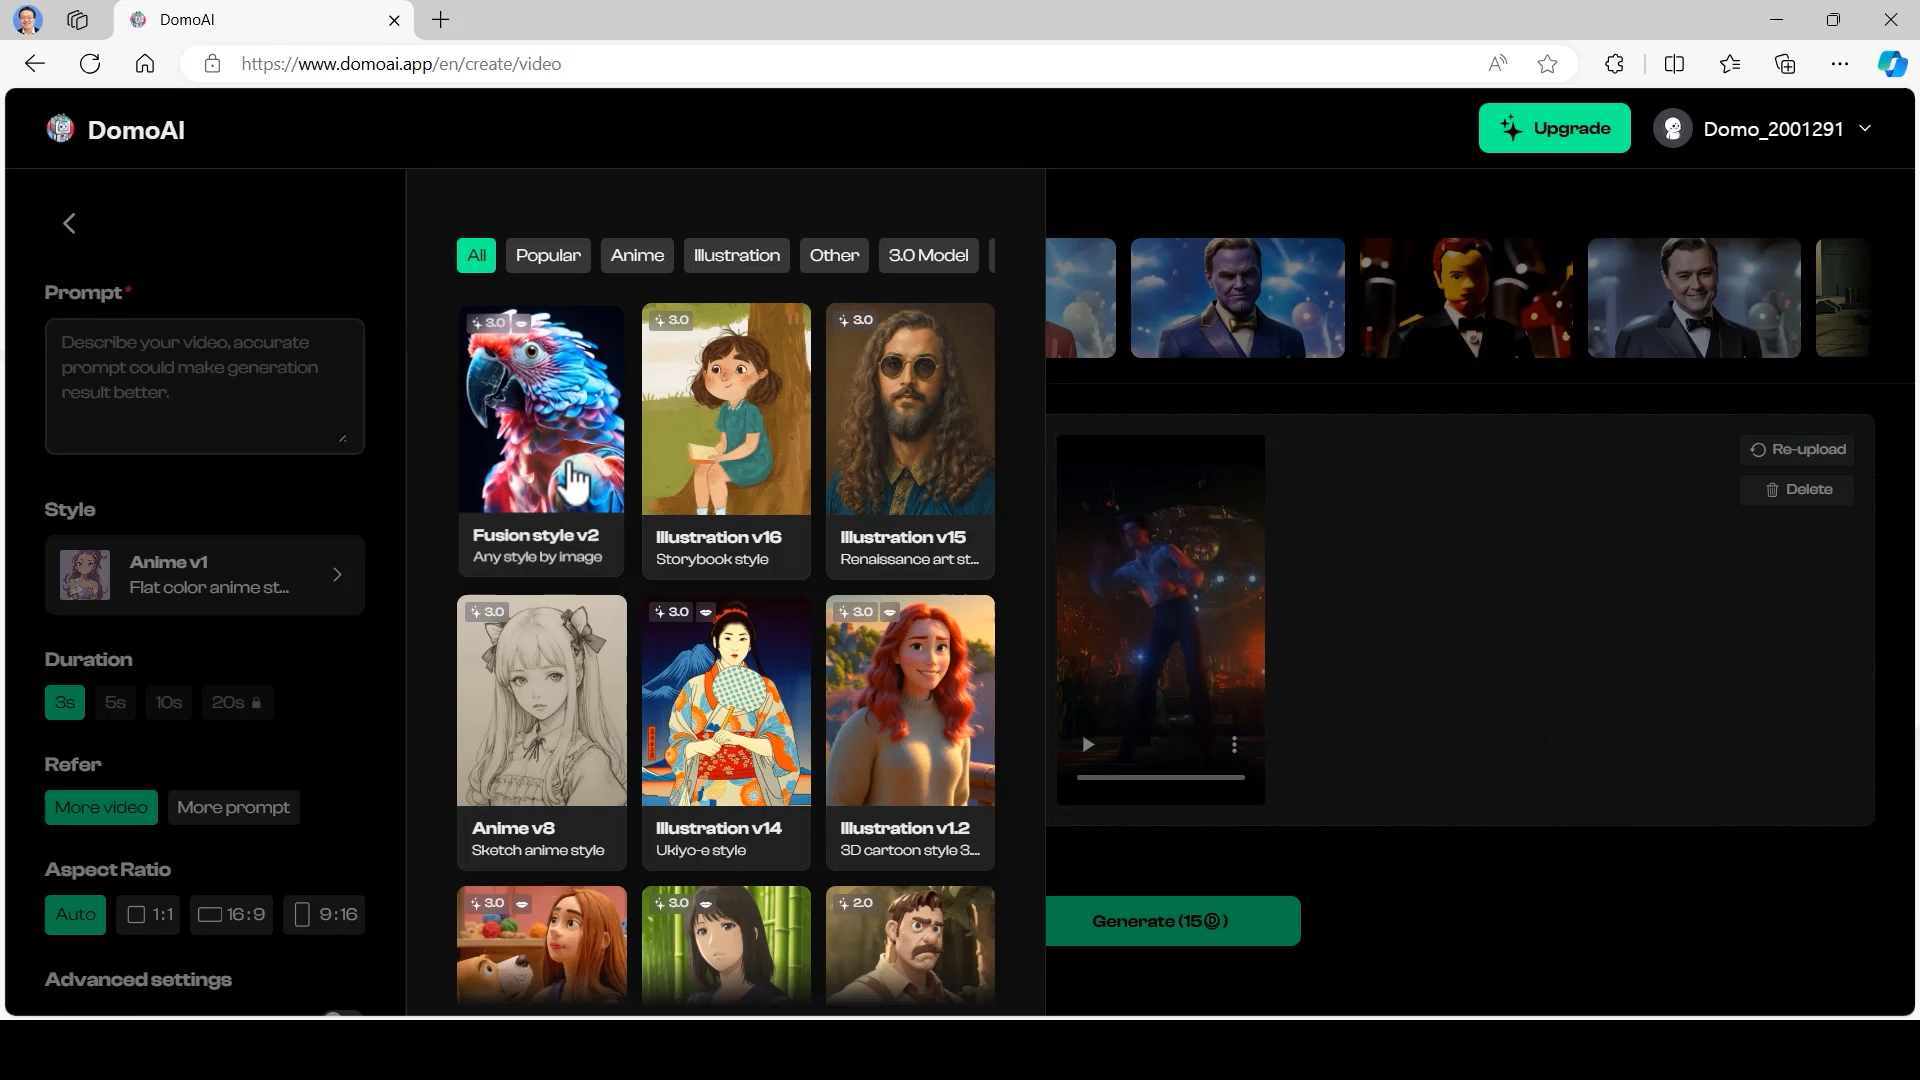 DomoAI
https://www.domoai.app/en/create/video
DomoAI
Upgrade
Domo_2001291
Prompt*
Describe your video, accurate
prompt could make generation
result better.
Style
Anime v1
Flat color anime st...
Duration
3s
5s
10s
20s
Refer
More video
More prompt
Aspect Ratio
Auto
1:1
16:9
9:16
Advanced settings
All
Popular
Anime
Illustration
Other
3.0 Model
3.0
Fusion style v2
Any style by image
3.0
Illustration v16
Storybook style
3.0
Illustration v15
Renaissance art st...
3.0
Anime v8
Sketch anime style
3.0
Illustration v14
Ukiyo-e style
3.0
Illustration v1.2
3D cartoon style 3....
3.0
3.0
2.0
Re-upload
Delete
Generate (15 )